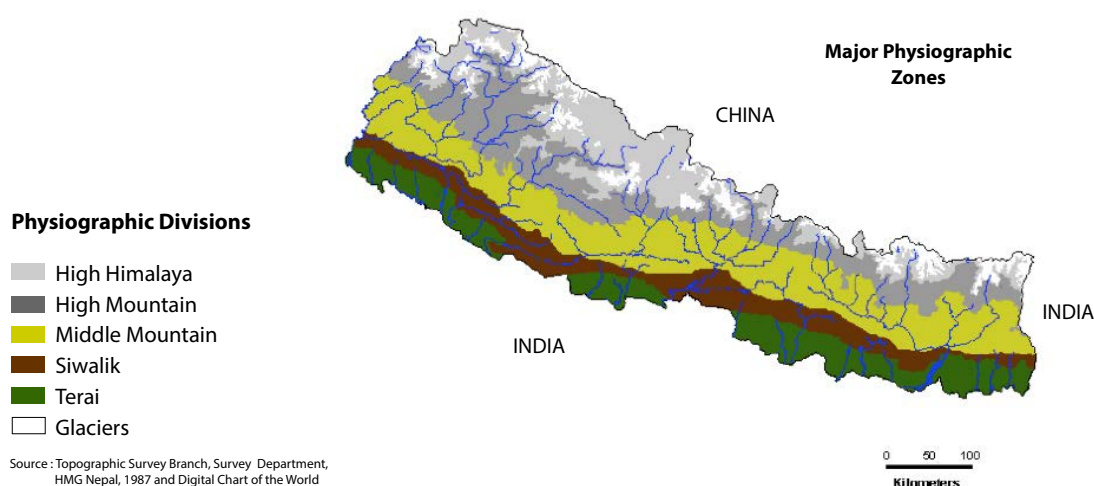 Major Physiographic
Zones
CHINA
Physiographic Divisions
High Himalaya
High Mountain
Middle Mountain
Siwalik
Terai
Glaciers
INDIA
INDIA
Source : Topographic Survey Branch, Survey Department,
HMG Nepal, 1987 and Digital Chart of the World
0 50 100
Kilometers